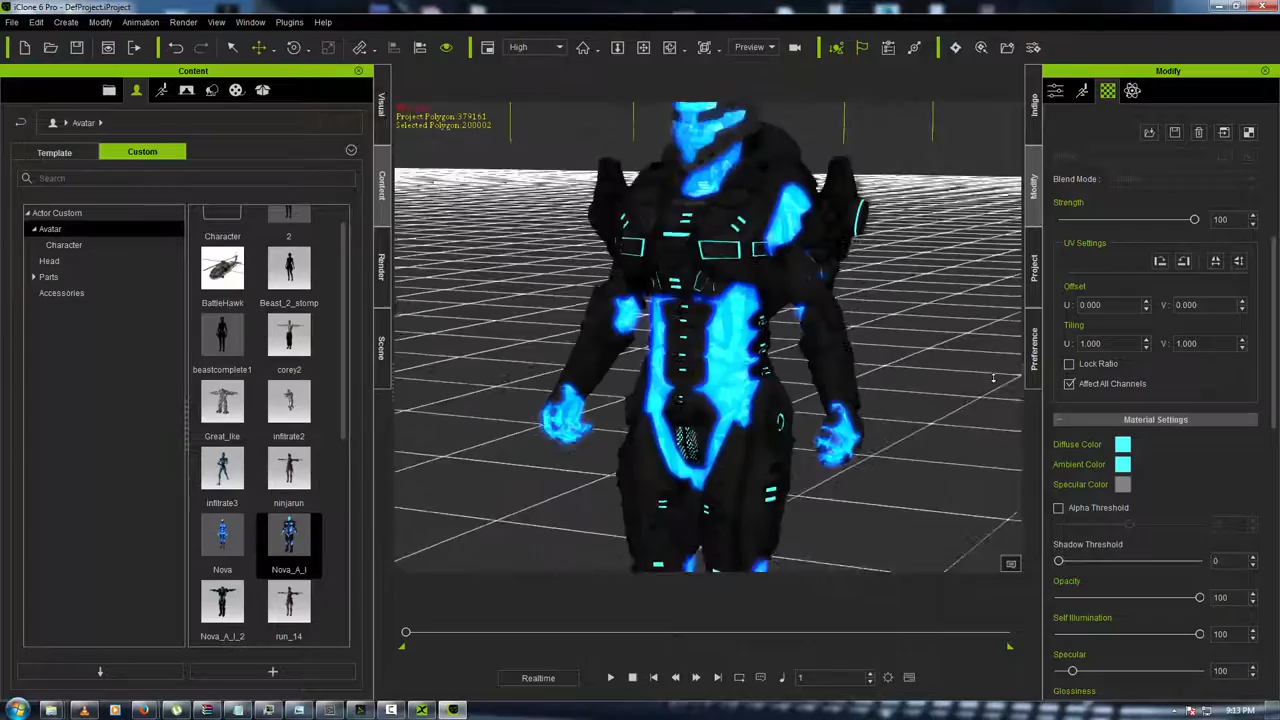 iClone 6 Pro - DefProject.iProject
File Edit Create Modify Animation Render View Window Plugins Help
High
Preview
Content
Avatar
Template
Custom
Search
Actor Custom
Avatar
Character
Head
Parts
Accessories
Character
2
BattleHawk
Beast_2_stomp
beastcomplete1
corey2
Great_Ike
infitrate2
infitrate3
ninjarun
Nova
Nova_A_I
Nova_A_I_2
run_14
Visual
Content
Render
Scene
Project Polygon:379161
Selected Polygon:200002
Realtime
1
Indigo
Modify
Project
Preference
Modify
Blend Mode :
Strength
100
UV Settings
Offset
U : 0.000 V : 0.000
Tiling
U : 1.000 V : 1.000
Lock Ratio
Affect All Channels
Material Settings
Diffuse Color
Ambient Color
Specular Color
Alpha Threshold
Shadow Threshold
0
Opacity
100
Self Illumination
100
Specular
100
Glossiness
9:13 PM